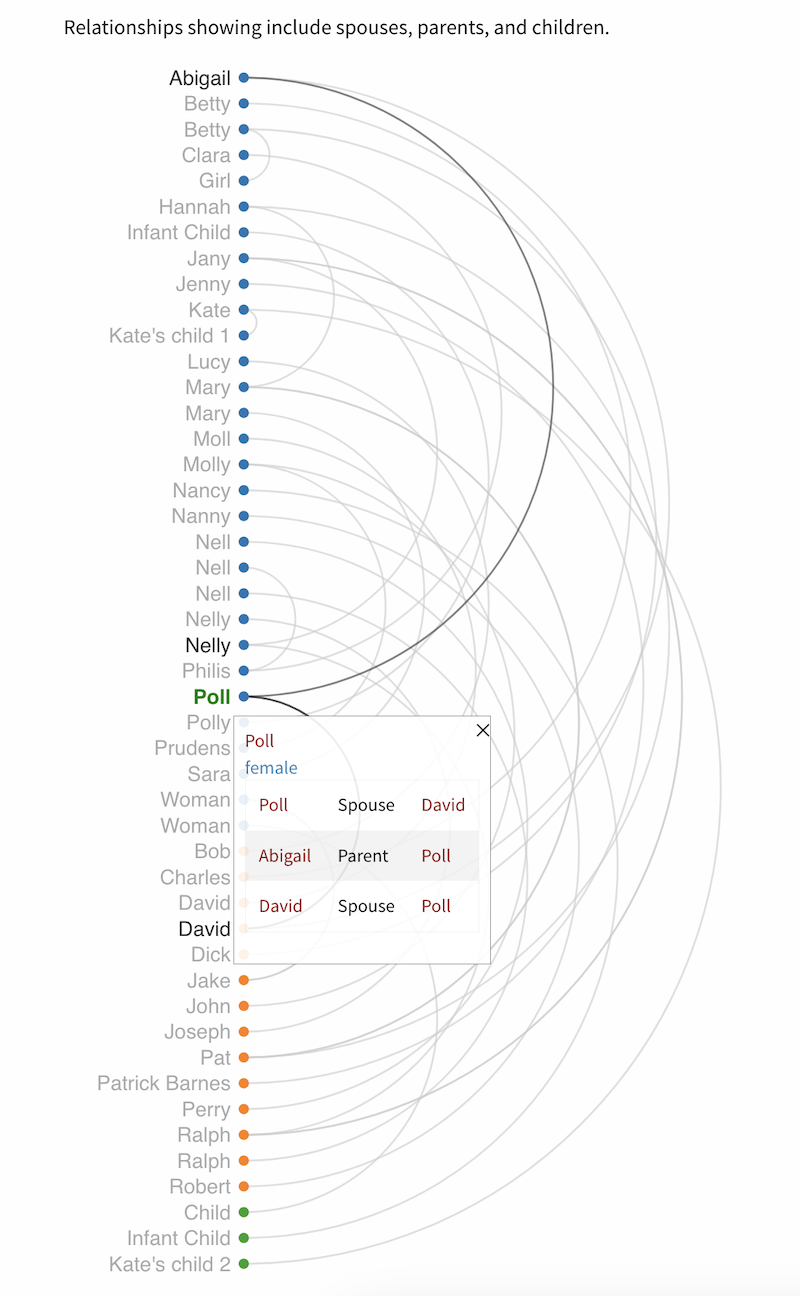 Relationships showing include spouses, parents, and children.
Abigail
Betty
Betty
Clara
Girl
Hannah
Infant Child
Jany
Jenny
Kate
Kate's child 1
Lucy
Mary
Mary
Moll
Molly
Nancy
Nanny
Nell
Nell
Nell
Nelly
Nelly
Philis
Poll
Polly
Prudens
Sara
Woman
Woman
Bob
Charles
David
David
Dick
Jake
John
Joseph
Pat
Patrick Barnes
Perry
Ralph
Ralph
Robert
Child
Infant Child
Kate's child 2
Poll
female
Poll Spouse David
Abigail Parent Poll
David Spouse Poll